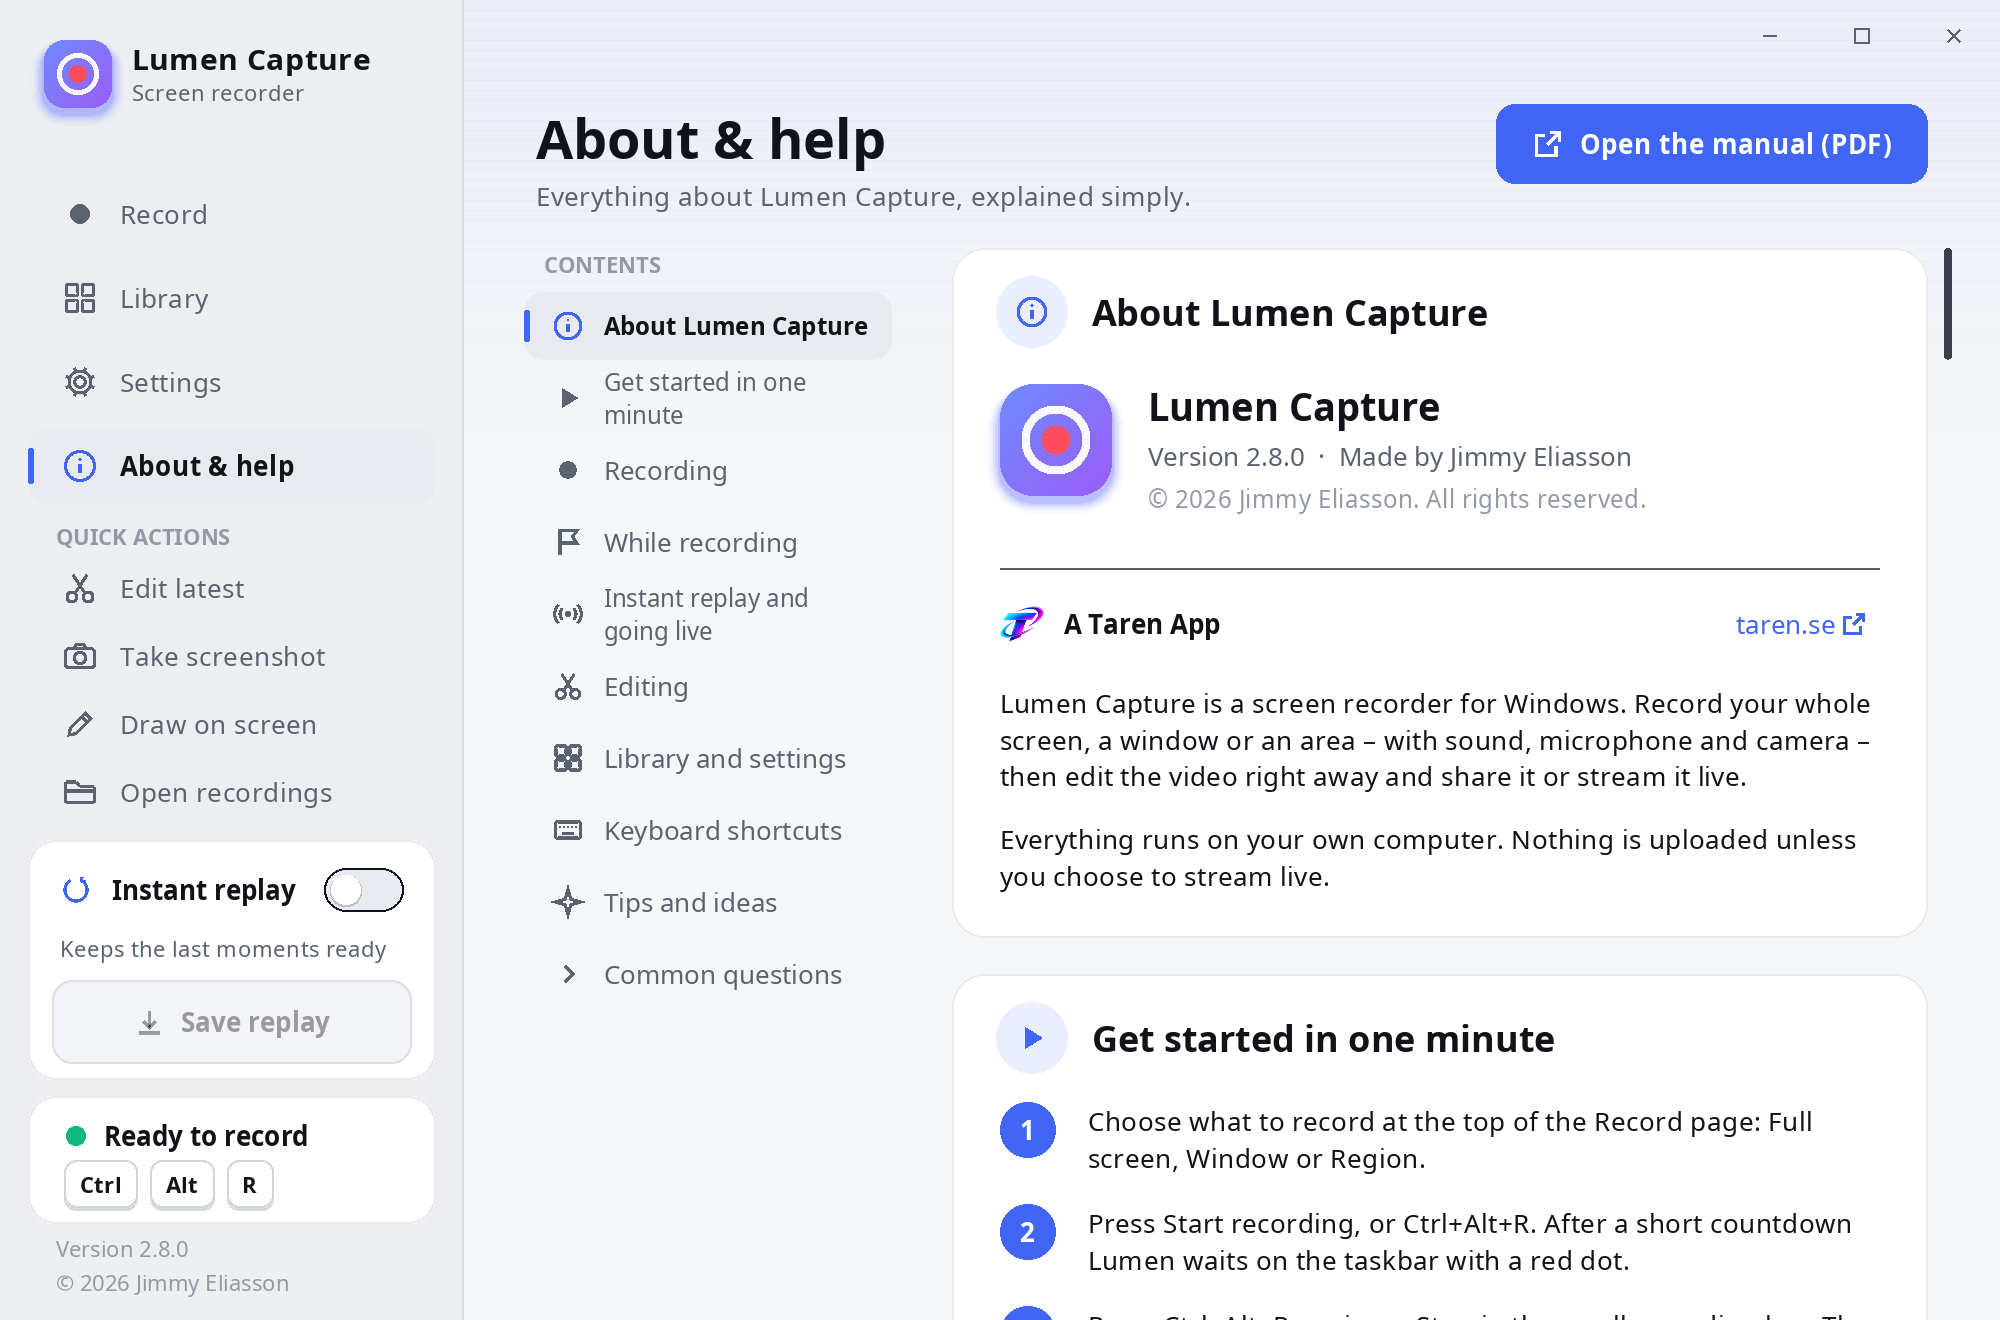 Lumen Capture
Screen recorder
Record
Library
Settings
About & help
QUICK ACTIONS
Edit latest
Take screenshot
Draw on screen
Open recordings
Instant replay
Keeps the last moments ready
Save replay
Ready to record
Ctrl Alt R
Version 2.8.0
© 2026 Jimmy Eliasson
About & help
Everything about Lumen Capture, explained simply.
Open the manual (PDF)
CONTENTS
About Lumen Capture
Get started in one
minute
Recording
While recording
Instant replay and
going live
Editing
Library and settings
Keyboard shortcuts
Tips and ideas
Common questions
About Lumen Capture
Lumen Capture
Version 2.8.0 · Made by Jimmy Eliasson
© 2026 Jimmy Eliasson. All rights reserved.
A Taren App
taren.se
Lumen Capture is a screen recorder for Windows. Record your whole
screen, a window or an area – with sound, microphone and camera –
then edit the video right away and share it or stream it live.
Everything runs on your own computer. Nothing is uploaded unless
you choose to stream live.
Get started in one minute
1 Choose what to record at the top of the Record page: Full
screen, Window or Region.
2 Press Start recording, or Ctrl+Alt+R. After a short countdown
Lumen waits on the taskbar with a red dot.